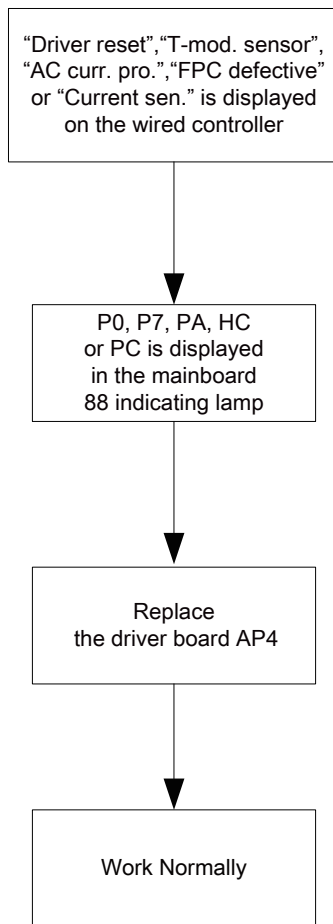 “Driver reset”,“T-mod. sensor”,
“AC curr. pro.”,“FPC defective”
or “Current sen.” is displayed
on the wired controller
P0, P7, PA, HC
or PC is displayed
in the mainboard
88 indicating lamp
Replace
the driver board AP4
Work Normally